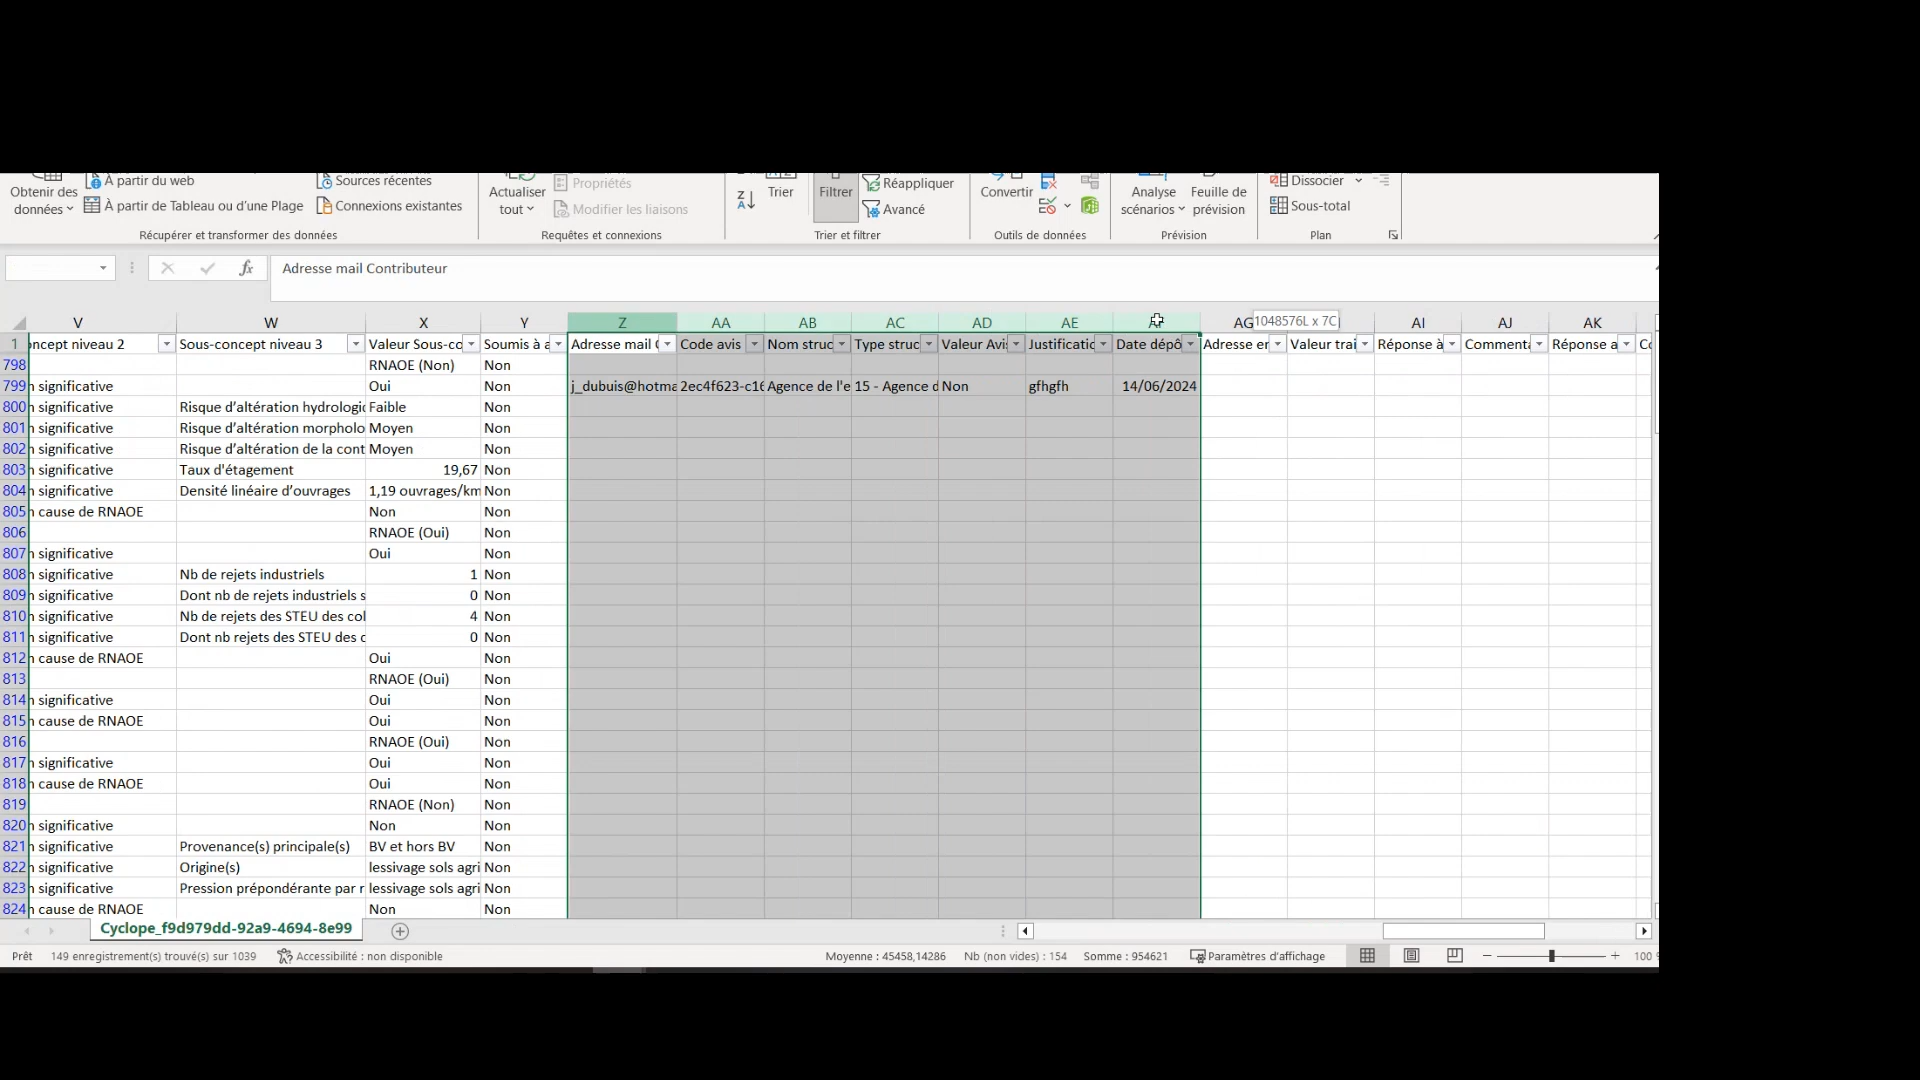 Obtenir des données
À partir du web
À partir de Tableau ou d’une Plage
Sources récentes
Connexions existantes
Récupérer et transformer des données
Actualiser tout
Propriétés
Modifier les liaisons
Requêtes et connexions
Trier
Filtrer
Réappliquer
Avancé
Trier et filtrer
Convertir
Outils de données
Analyse scénarios
Feuille de prévision
Prévision
Dissocier
Sous-total
Plan
fx Adresse mail Contributeur
V W X Y Z AA AB AC AD AE AG 1048576L x 7C AI AJ AK
1 ncept niveau 2 Sous-concept niveau 3 Valeur Sous-co Soumis à a Adresse mail Code avis Nom struc Type struc Valeur Avi Justificatio Date dépô Adresse en Valeur trai Réponse à Commenta Réponse a Co
798 RNAOE (Non) Non
799 n significative Oui j_dubuis@hotma 2ec4f623-c16 Agence de l'e 15 - Agence d Non gfhgfh 14/06/2024
800 n significative Risque d’altération hydrologic Faible Non
801 n significative Risque d’altération morpholo Moyen Non
802 n significative Risque d’altération de la cont Moyen Non
803 n significative Taux d'étagement 19,67 Non
804 n significative Densité linéaire d’ouvrages 1,19 ouvrages/km Non
805 n cause de RNAOE Non Non
806 RNAOE (Oui) Non
807 n significative Oui Non
808 n significative Nb de rejets industriels 1 Non
809 n significative Dont nb de rejets industriels s 0 Non
810 n significative Nb de rejets des STEU des col 4 Non
811 n significative Dont nb rejets des STEU des c 0 Non
812 n cause de RNAOE Oui Non
813 RNAOE (Oui) Non
814 n significative Oui Non
815 n cause de RNAOE Oui Non
816 RNAOE (Oui) Non
817 n significative Oui Non
818 n cause de RNAOE Oui Non
819 RNAOE (Non) Non
820 n significative Non Non
821 n significative Provenance(s) principale(s) BV et hors BV Non
822 n significative Origine(s) lessivage sols agri Non
823 n significative Pression prépondérante par r lessivage sols agri Non
824 n cause de RNAOE Non Non
Cyclope_f9d979dd-92a9-4694-8e99
Prêt 149 enregistrement(s) trouvé(s) sur 1039 Accessibilité : non disponible Moyenne : 45458,14286 Nb (non vides) : 154 Somme : 954621 Paramètres d’affichage 100 %